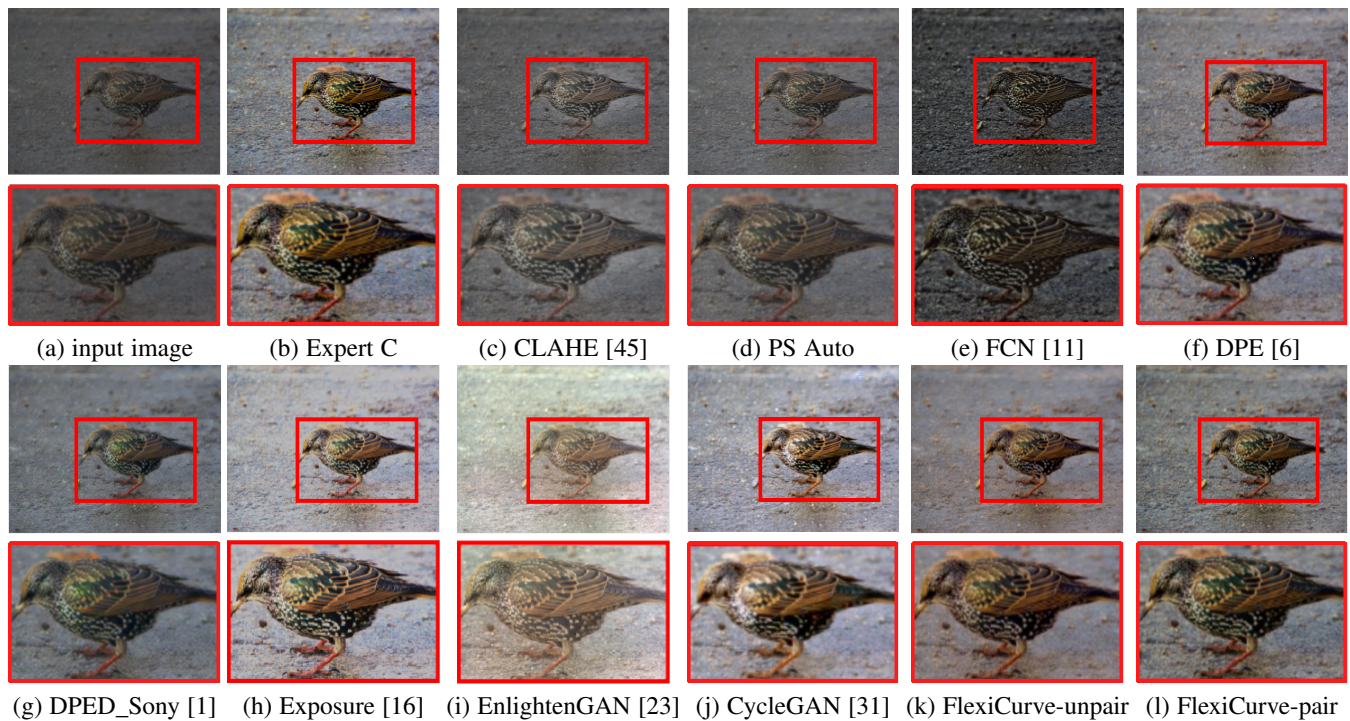 (a) input image (b) Expert C (c) CLAHE [45] (d) PS Auto (e) FCN [11] (f) DPE [6]
(g) DPED_Sony [1] (h) Exposure [16] (i) EnlightenGAN [23] (j) CycleGAN [31] (k) FlexiCurve-unpair (l) FlexiCurve-pair